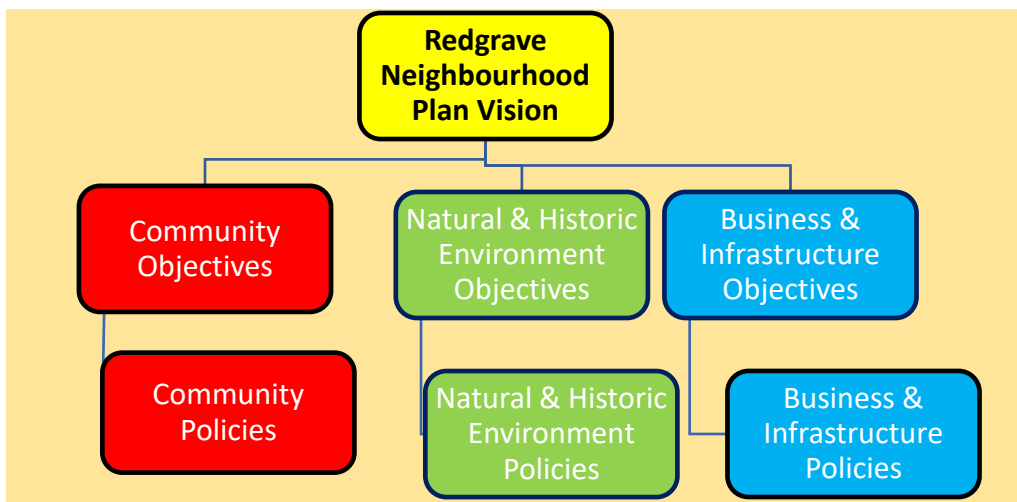 Redgrave
Neighbourhood
Plan Vision
Community
Objectives
Natural & Historic
Environment
Objectives
Business &
Infrastructure
Objectives
Community
Policies
Natural & Historic
Environment
Policies
Business &
Infrastructure
Policies